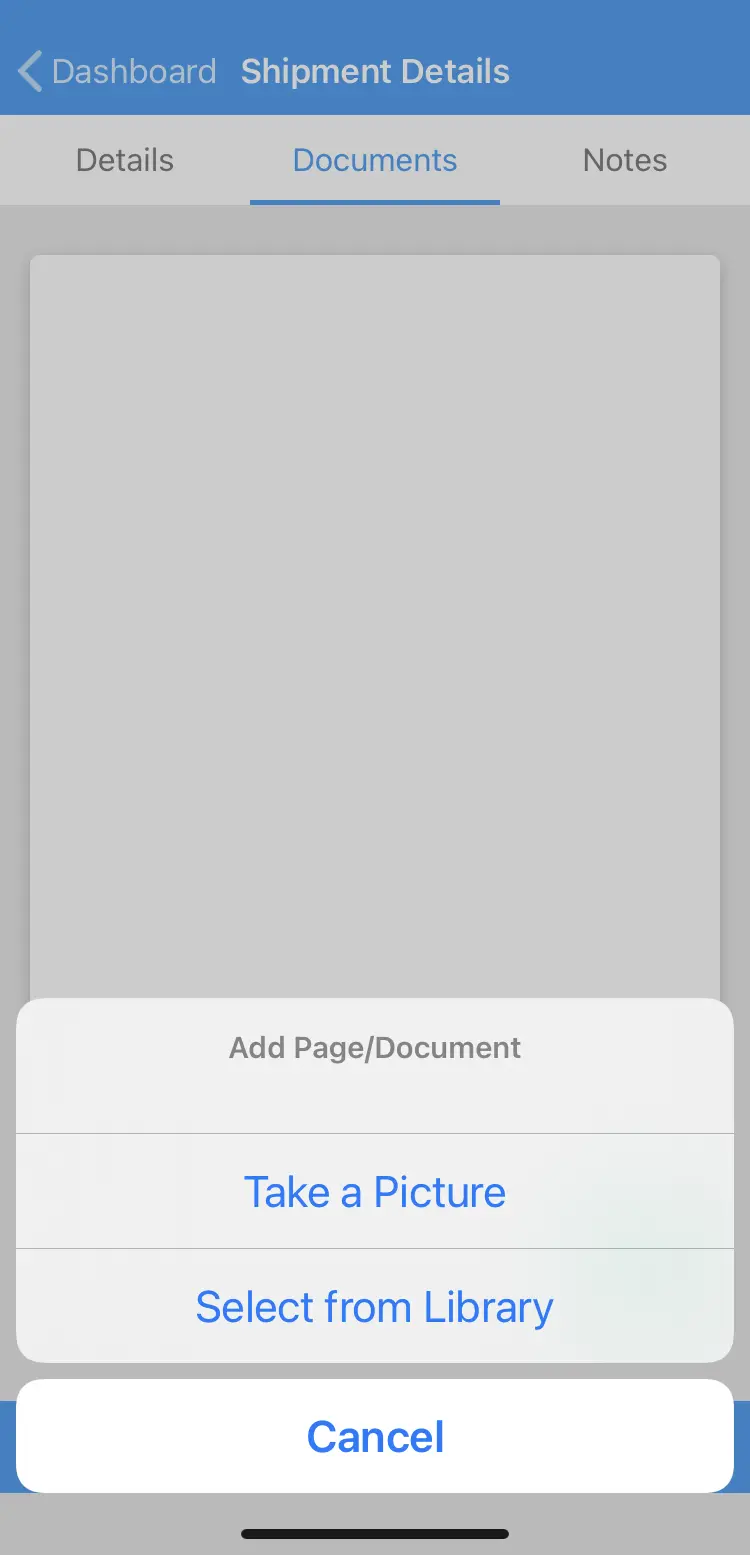 Dashboard Shipment Details
Details Documents Notes
Add Page/Document
Take a Picture
Select from Library
Cancel